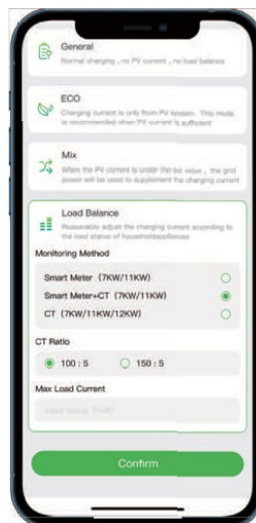 General
Normal charging , no PV current , no load balance
ECO
Charging current is only from PV system . This mode
is recommended when PV current is sufficient
Mix
When the PV current is under the set value , the grid
power will be used to supplement the charging current
Load Balance
Reasonably adjust the charging current according to
the load status of householdappliances
Monitoring Method
Smart Meter (7KW/11KW)
Smart Meter+CT (7KW/11KW)
CT (7KW/11KW/12KW)
CT Ratio
100 : 5
150 : 5
Max Load Current
Input Value
Confirm